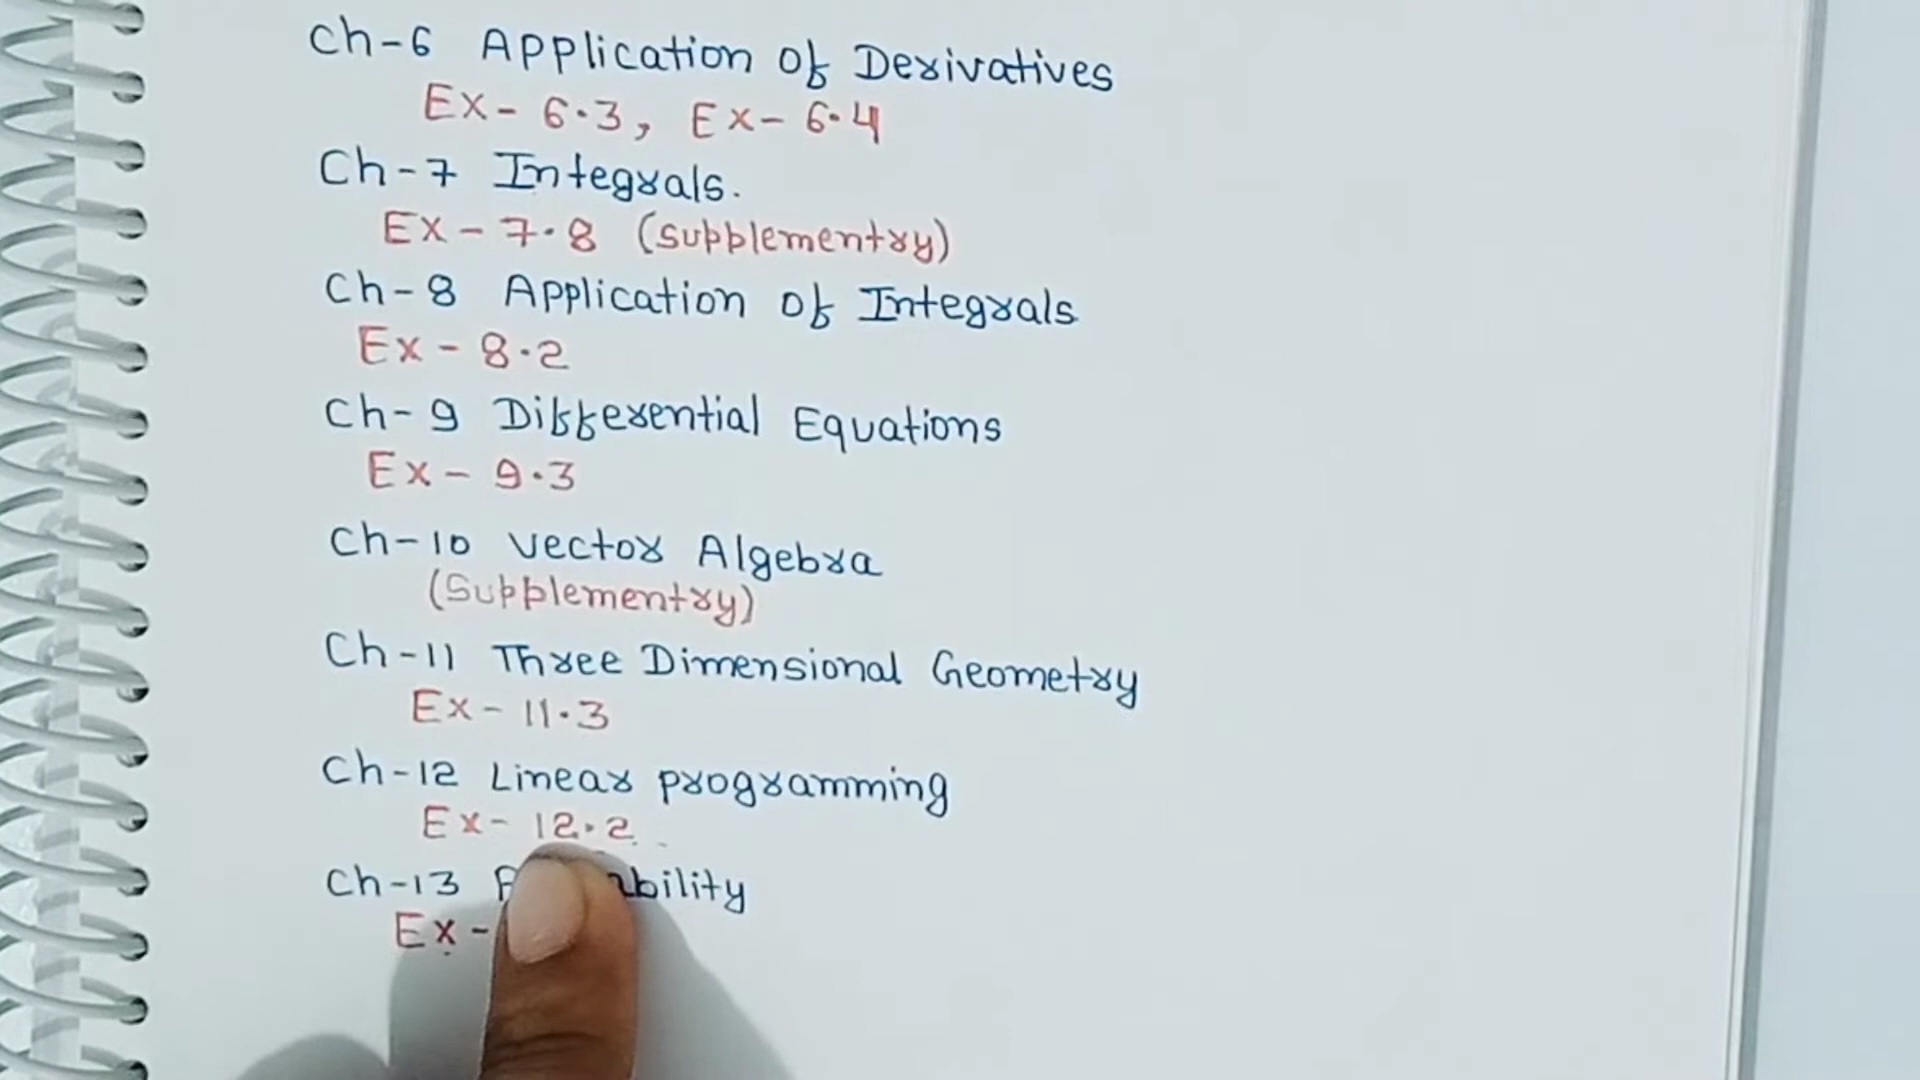 Ch-6 Application of Derivatives
Ex- 6.3, Ex- 6.4
Ch-7 Integrals.
Ex - 7.8 (Supplementry)
Ch-8 Application of Integrals
Ex - 8.2
Ch-9 Differential Equations
Ex - 9.3
Ch-10 Vector Algebra
(Supplementry)
Ch-11 Three Dimensional Geometry
Ex - 11.3
Ch-12 Linear programming
Ex- 12.2
Ch-13
Ex -